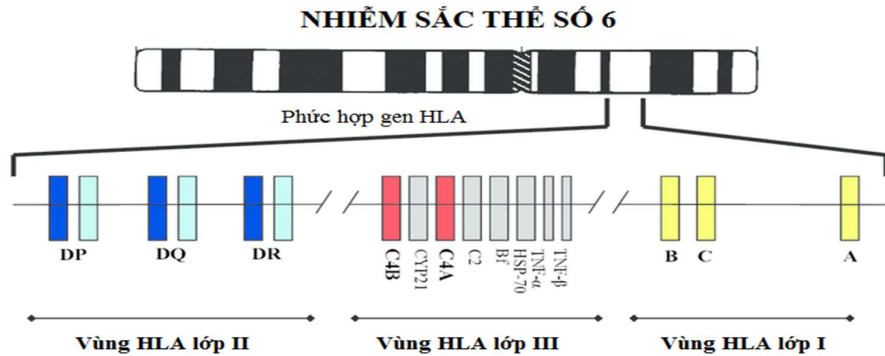 NHIỄM SẮC THỂ SỐ 6
Phức hợp gen HLA
DP
DQ
DR
C4B
CYP21
C4A
C2
Bf
HSP-70
TNF-α
TNF-β
B
C
A
Vùng HLA lớp II
Vùng HLA lớp III
Vùng HLA lớp I